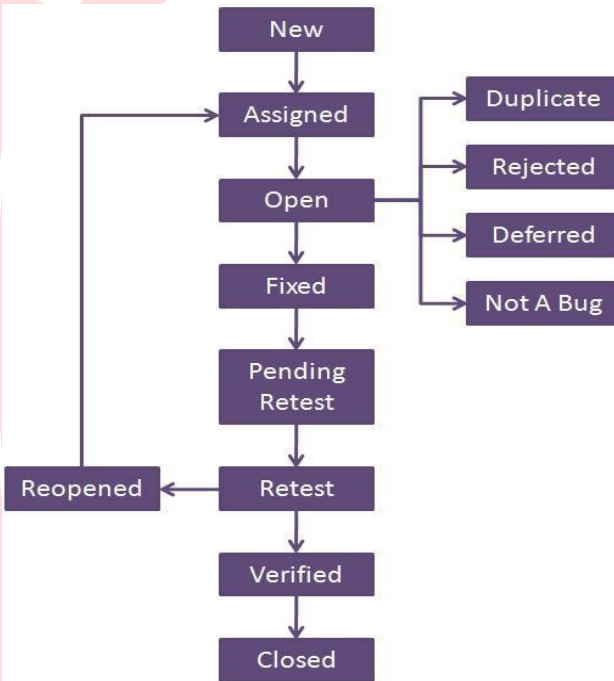 New
Assigned
Duplicate
Rejected
Open
Deferred
Fixed
Not A Bug
Pending
Retest
Reopened
Retest
Verified
Closed